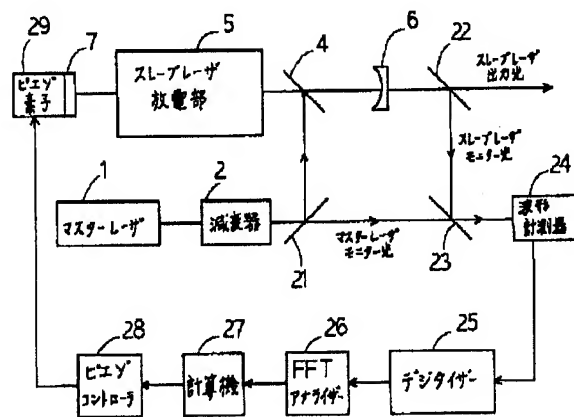 29
7
5
4
6
22
ピエゾ
素子
スレーブレーザ
放電部
スレーブレーザ
出力光
スレーブレーザ
モニター光
24
1
2
マスターレーザ
減衰器
21
マスターレーザ
モニター光
23
波形
計測器
28
27
26
25
ピエゾ
コントローラ
計算機
FFT
アナライザー
デジタイザー